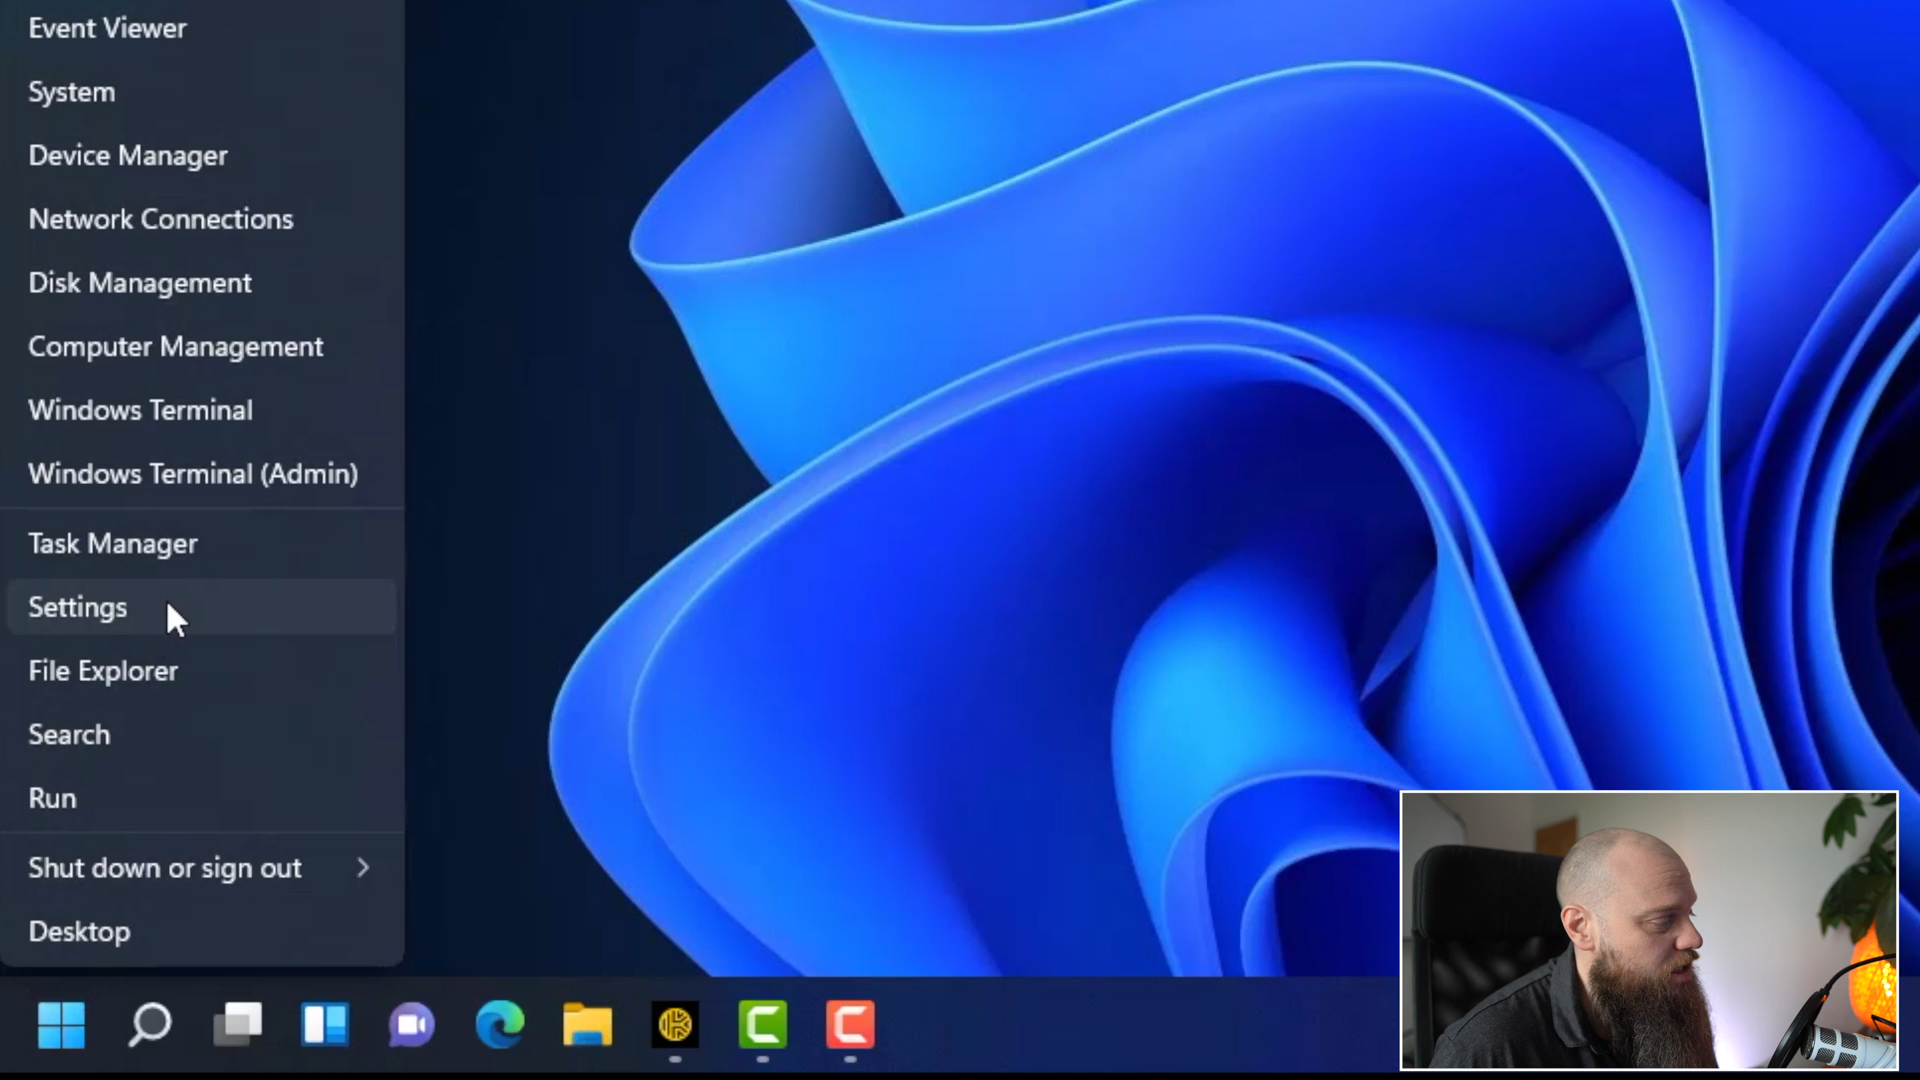 Event Viewer
System
Device Manager
Network Connections
Disk Management
Computer Management
Windows Terminal
Windows Terminal (Admin)
Task Manager
Settings
File Explorer
Search
Run
Shut down or sign out
Desktop